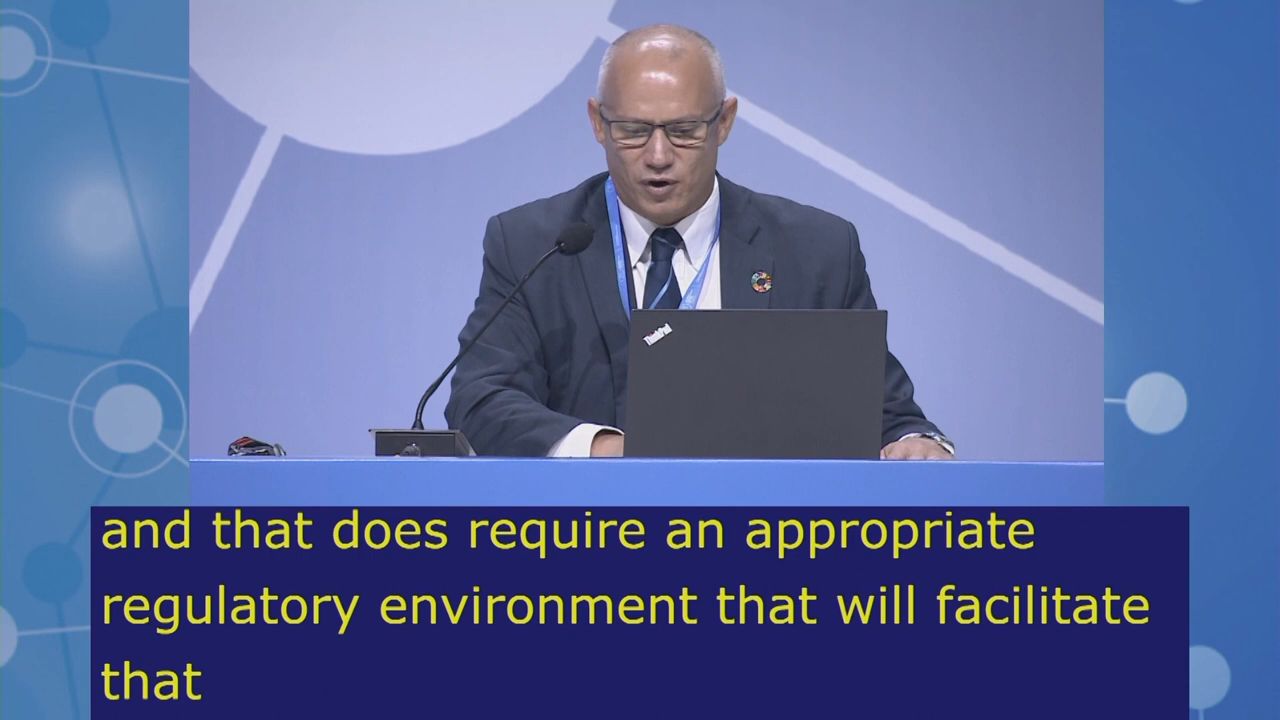 ThinkPad
and that does require an appropriate
regulatory environment that will facilitate
that